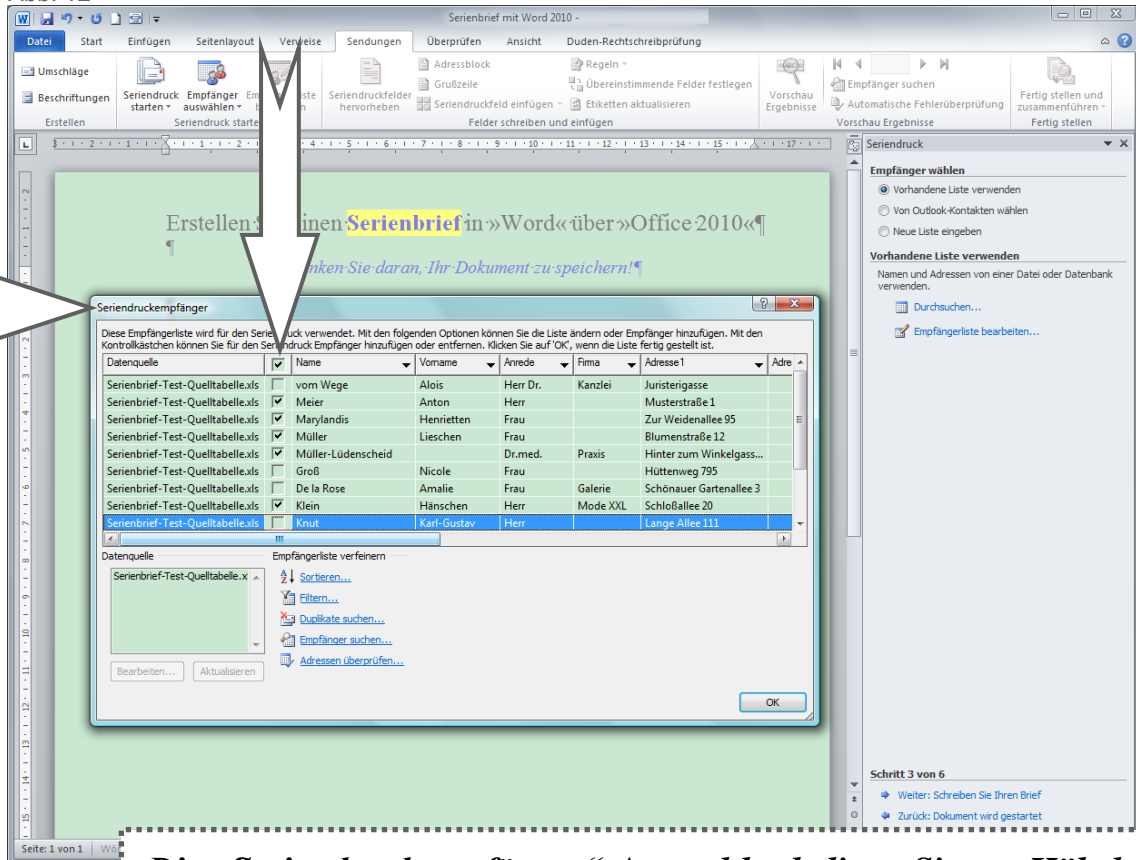 Serienbrief mit Word 2010 -
Datei Start Einfügen Seitenlayout Verweise Sendungen Überprüfen Ansicht Duden-Rechtschreibprüfung
Umschläge
Beschriftungen
Erstellen
Seriendruck starten
Empfänger auswählen
Seriendruck starten
Seriendruckfelder hervorheben
Adressblock
Grußzeile
Seriendruckfeld einfügen
Regeln
Übereinstimmende Felder festlegen
Etiketten aktualisieren
Felder schreiben und einfügen
Vorschau Ergebnisse
Empfänger suchen
Automatische Fehlerüberprüfung
Vorschau Ergebnisse
Fertig stellen und zusammenführen
Fertig stellen
Erstellen inen Serienbrief in »Word« über »Office 2010«¶
¶
nken Sie daran, Ihr Dokument zu speichern!¶
Seriendruckempfänger
Diese Empfängerliste wird für den Seriendruck verwendet. Mit den folgenden Optionen können Sie die Liste ändern oder Empfänger hinzufügen. Mit den
Kontrollkästchen können Sie für den Seriendruck Empfänger hinzufügen oder entfernen. Klicken Sie auf 'OK', wenn die Liste fertig gestellt ist.
Datenquelle Name Vorname Anrede Firma Adresse1 Adre
Serienbrief-Test-Quelltabelle.xls vom Wege Alois Herr Dr. Kanzlei Juristerigasse
Serienbrief-Test-Quelltabelle.xls Meier Anton Herr Musterstraße 1
Serienbrief-Test-Quelltabelle.xls Marylandis Henrietten Frau Zur Weidenallee 95
Serienbrief-Test-Quelltabelle.xls Müller Lieschen Frau Blumenstraße 12
Serienbrief-Test-Quelltabelle.xls Müller-Lüdenscheid Dr.med. Praxis Hinter zum Winkelgass...
Serienbrief-Test-Quelltabelle.xls Groß Nicole Frau Hüttenweg 795
Serienbrief-Test-Quelltabelle.xls De la Rose Amalie Frau Galerie Schönauer Gartenallee 3
Serienbrief-Test-Quelltabelle.xls Klein Hänschen Herr Mode XXL Schloßallee 20
Serienbrief-Test-Quelltabelle.xls Knut Karl-Gustav Herr Lange Allee 111
Datenquelle
Serienbrief-Test-Quelltabelle.x
Bearbeiten... Aktualisieren
Empfängerliste verfeinern
Sortieren...
Filtern...
Duplikate suchen...
Empfänger suchen...
Adressen überprüfen...
OK
Seriendruck
Empfänger wählen
Vorhandene Liste verwenden
Von Outlook-Kontakten wählen
Neue Liste eingeben
Vorhandene Liste verwenden
Namen und Adressen von einer Datei oder Datenbank
verwenden.
Durchsuchen...
Empfängerliste bearbeiten...
Schritt 3 von 6
Weiter: Schreiben Sie Ihren Brief
Zurück: Dokument wird gestartet
Seite: 1 von 1